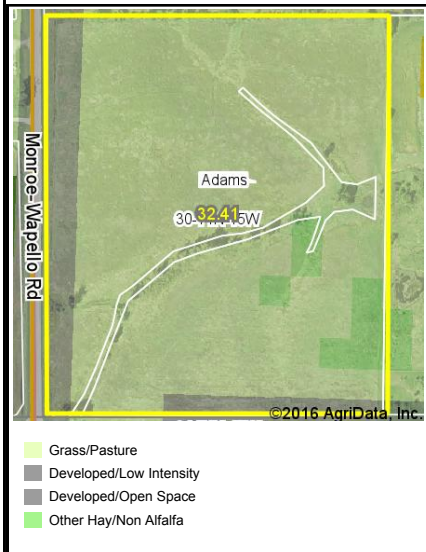 Monroe-Wapello Rd
Adams
32.41
©2016 AgriData, Inc.
Grass/Pasture
Developed/Low Intensity
Developed/Open Space
Other Hay/Non Alfalfa